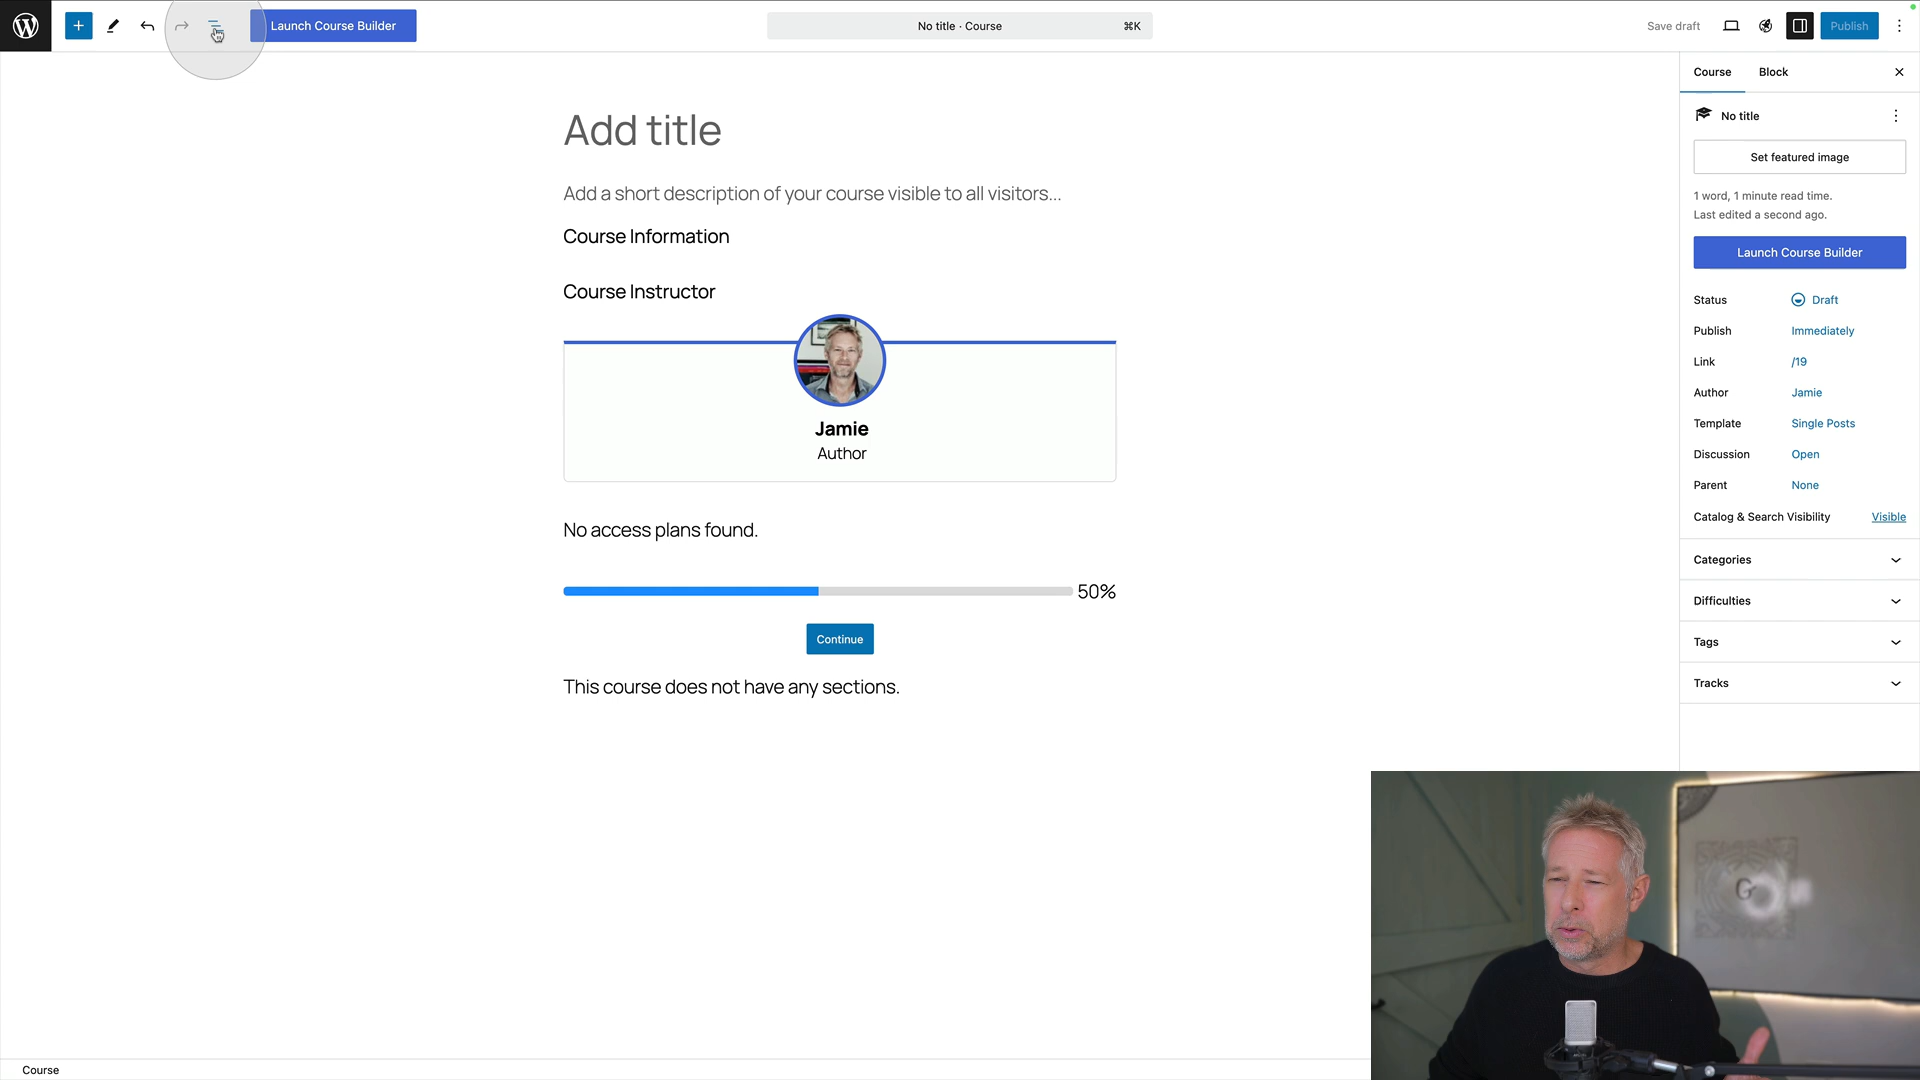 Launch Course Builder
No title · Course
⌘K
Save draft
Publish
Course
Block
No title
Set featured image
1 word, 1 minute read time.
Last edited a second ago.
Launch Course Builder
Status
Draft
Publish
Immediately
Link
/19
Author
Jamie
Template
Single Posts
Discussion
Open
Parent
None
Catalog & Search Visibility
Visible
Categories
Difficulties
Tags
Tracks
Add title
Add a short description of your course visible to all visitors...
Course Information
Course Instructor
Jamie
Author
No access plans found.
50%
Continue
This course does not have any sections.
Course